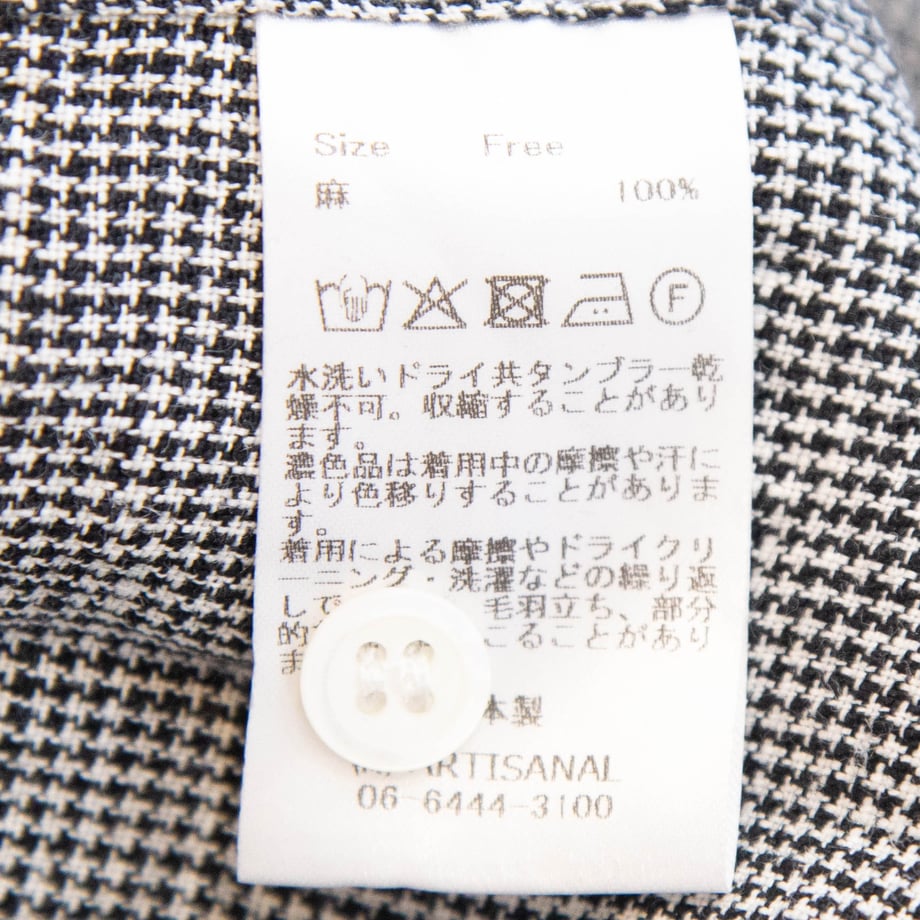 Size Free
麻 100%
F
水洗いドライ共タンブラー乾
燥不可。収縮することがあり
ます。
濃色品は着用中の摩擦や汗に
より色移りすることがありま
す。
着用による摩擦やドライクリ
ーニング・洗濯などの繰り返
して 毛羽立ち、部分
的 こることがあり
ま
本製
ARTISANAL
06-6444-3100